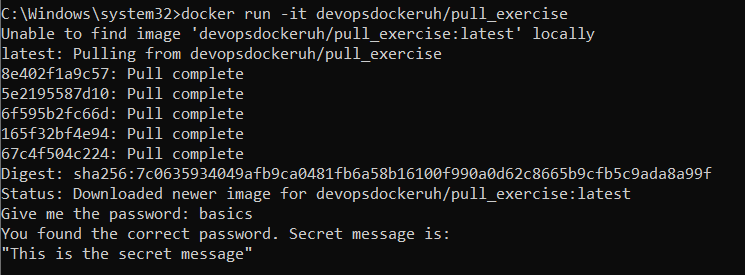 C:\Windows\system32>docker run -it devopsdockeruh/pull_exercise
Unable to find image 'devopsdockeruh/pull_exercise:latest' locally
latest: Pulling from devopsdockeruh/pull_exercise
8e402f1a9c57: Pull complete
5e2195587d10: Pull complete
6f595b2fc66d: Pull complete
165f32bf4e94: Pull complete
67c4f504c224: Pull complete
Digest: sha256:7c0635934049afb9ca0481fb6a58b16100f990a0d62c8665b9cfb5c9ada8a99f
Status: Downloaded newer image for devopsdockeruh/pull_exercise:latest
Give me the password: basics
You found the correct password. Secret message is:
"This is the secret message"